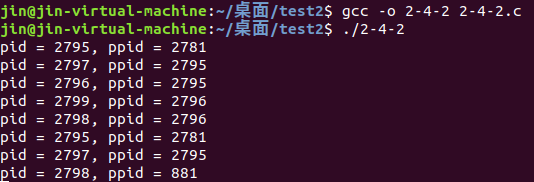 jin@jin-virtual-machine:~/桌面/test2$ gcc -o 2-4-2 2-4-2.c
jin@jin-virtual-machine:~/桌面/test2$ ./2-4-2
pid = 2795, ppid = 2781
pid = 2797, ppid = 2795
pid = 2796, ppid = 2795
pid = 2799, ppid = 2796
pid = 2798, ppid = 2796
pid = 2795, ppid = 2781
pid = 2797, ppid = 2795
pid = 2798, ppid = 881